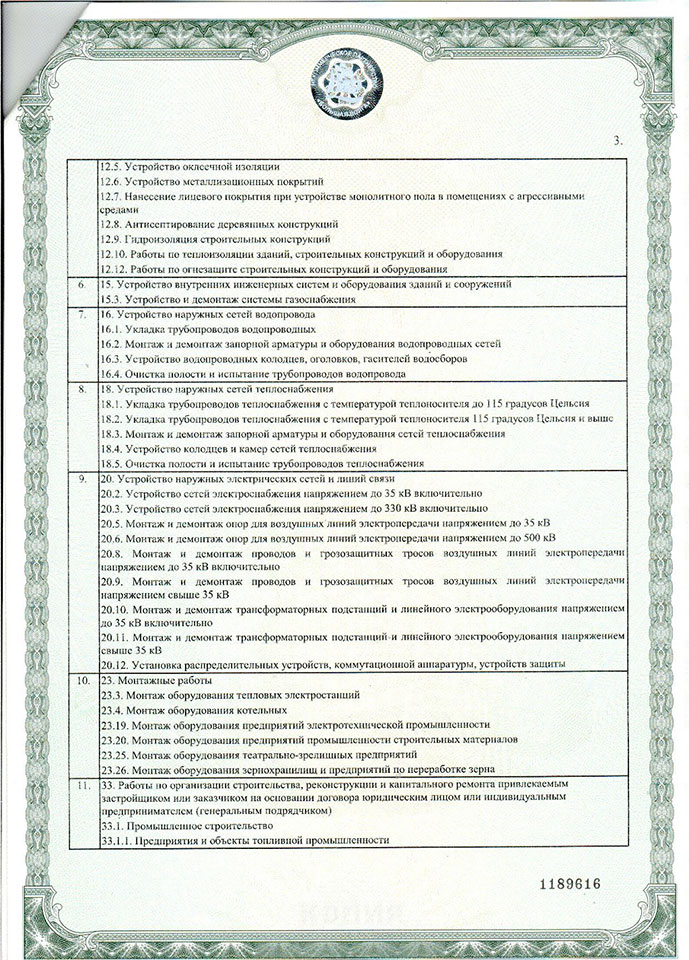 3.
12.5. Устройство оклеечной изоляции
12.6. Устройство металлизационных покрытий
12.7. Нанесение лицевого покрытия при устройстве монолитного пола в помещениях с агрессивными
средами
12.8. Антисептирование деревянных конструкций
12.9. Гидроизоляция строительных конструкций
12.10. Работы по теплоизоляции зданий, строительных конструкций и оборудования
12.12. Работы по огнезащите строительных конструкций и оборудования
6. 15. Устройство внутренних инженерных систем и оборудования зданий и сооружений
15.3. Устройство и демонтаж системы газоснабжения
7. 16. Устройство наружных сетей водопровода
16.1. Укладка трубопроводов водопроводных
16.2. Монтаж и демонтаж запорной арматуры и оборудования водопроводных сетей
16.3. Устройство водопроводных колодцев, оголовков, гасителей водосборов
16.4. Очистка полости и испытание трубопроводов водопровода
8. 18. Устройство наружных сетей теплоснабжения
18.1. Укладка трубопроводов теплоснабжения с температурой теплоносителя до 115 градусов Цельсия
18.2. Укладка трубопроводов теплоснабжения с температурой теплоносителя 115 градусов Цельсия и выше
18.3. Монтаж и демонтаж запорной арматуры и оборудования сетей теплоснабжения
18.4. Устройство колодцев и камер сетей теплоснабжения
18.5. Очистка полости и испытание трубопроводов теплоснабжения
9. 20. Устройство наружных электрических сетей и линий связи
20.2. Устройство сетей электроснабжения напряжением до 35 кВ включительно
20.3. Устройство сетей электроснабжения напряжением до 330 кВ включительно
20.5. Монтаж и демонтаж опор для воздушных линий электропередачи напряжением до 35 кВ
20.6. Монтаж и демонтаж опор для воздушных линий электропередачи напряжением до 500 кВ
20.8. Монтаж и демонтаж проводов и грозозащитных тросов воздушных линий электропередачи
напряжением до 35 кВ включительно
20.9. Монтаж и демонтаж проводов и грозозащитных тросов воздушных линий электропередачи
напряжением свыше 35 кВ
20.10. Монтаж и демонтаж трансформаторных подстанций и линейного электрооборудования напряжением
до 35 кВ включительно
20.11. Монтаж и демонтаж трансформаторных подстанций и линейного электрооборудования напряжением
свыше 35 кВ
20.12. Установка распределительных устройств, коммутационной аппаратуры, устройств защиты
10. 23. Монтажные работы
23.3. Монтаж оборудования тепловых электростанций
23.4. Монтаж оборудования котельных
23.19. Монтаж оборудования предприятий электротехнической промышленности
23.20. Монтаж оборудования предприятий промышленности строительных материалов
23.25. Монтаж оборудования театрально-зрелищных предприятий
23.26. Монтаж оборудования зернохранилищ и предприятий по переработке зерна
11. 33. Работы по организации строительства, реконструкции и капитального ремонта привлекаемым
застройщиком или заказчиком на основании договора юридическим лицом или индивидуальным
предпринимателем (генеральным подрядчиком)
33.1. Промышленное строительство
33.1.1. Предприятия и объекты топливной промышленности
1189616